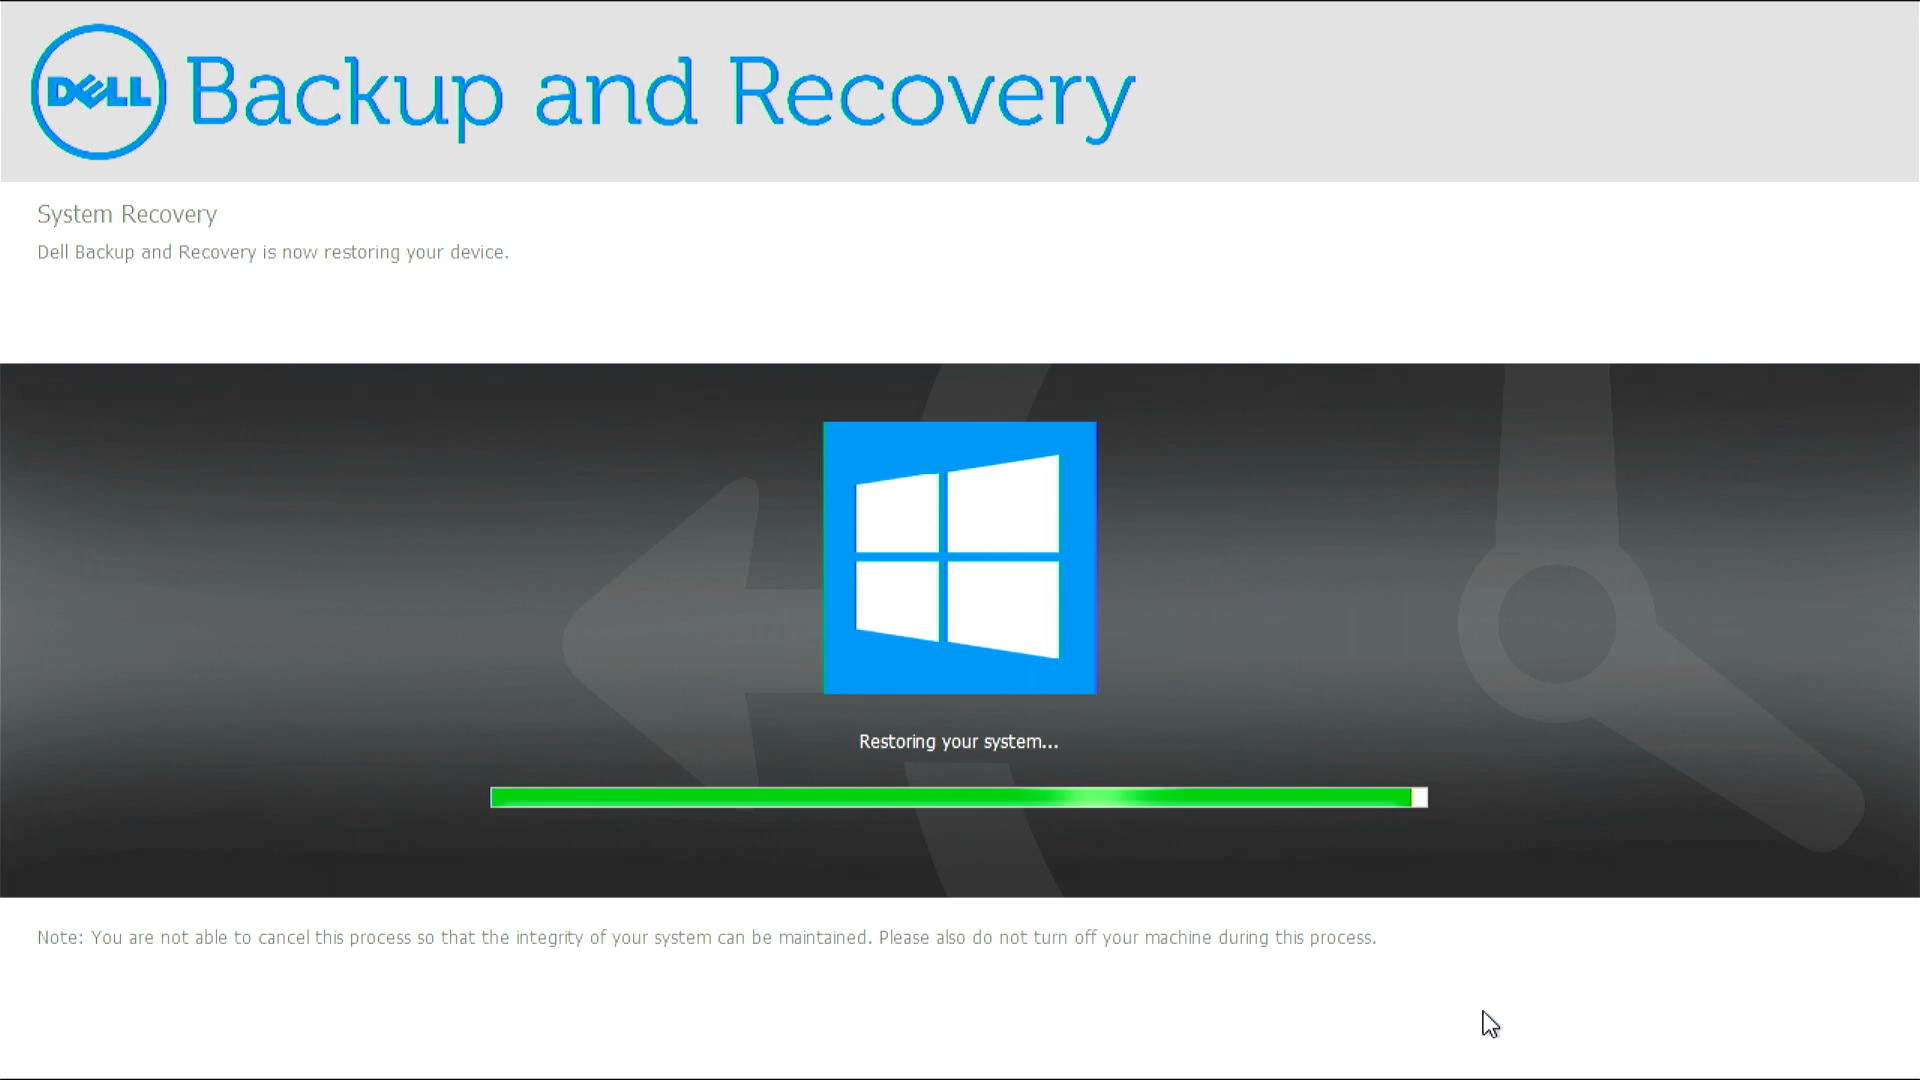 DELL Backup and Recovery
System Recovery
Dell Backup and Recovery is now restoring your device.
Restoring your system...
Note: You are not able to cancel this process so that the integrity of your system can be maintained. Please also do not turn off your machine during this process.